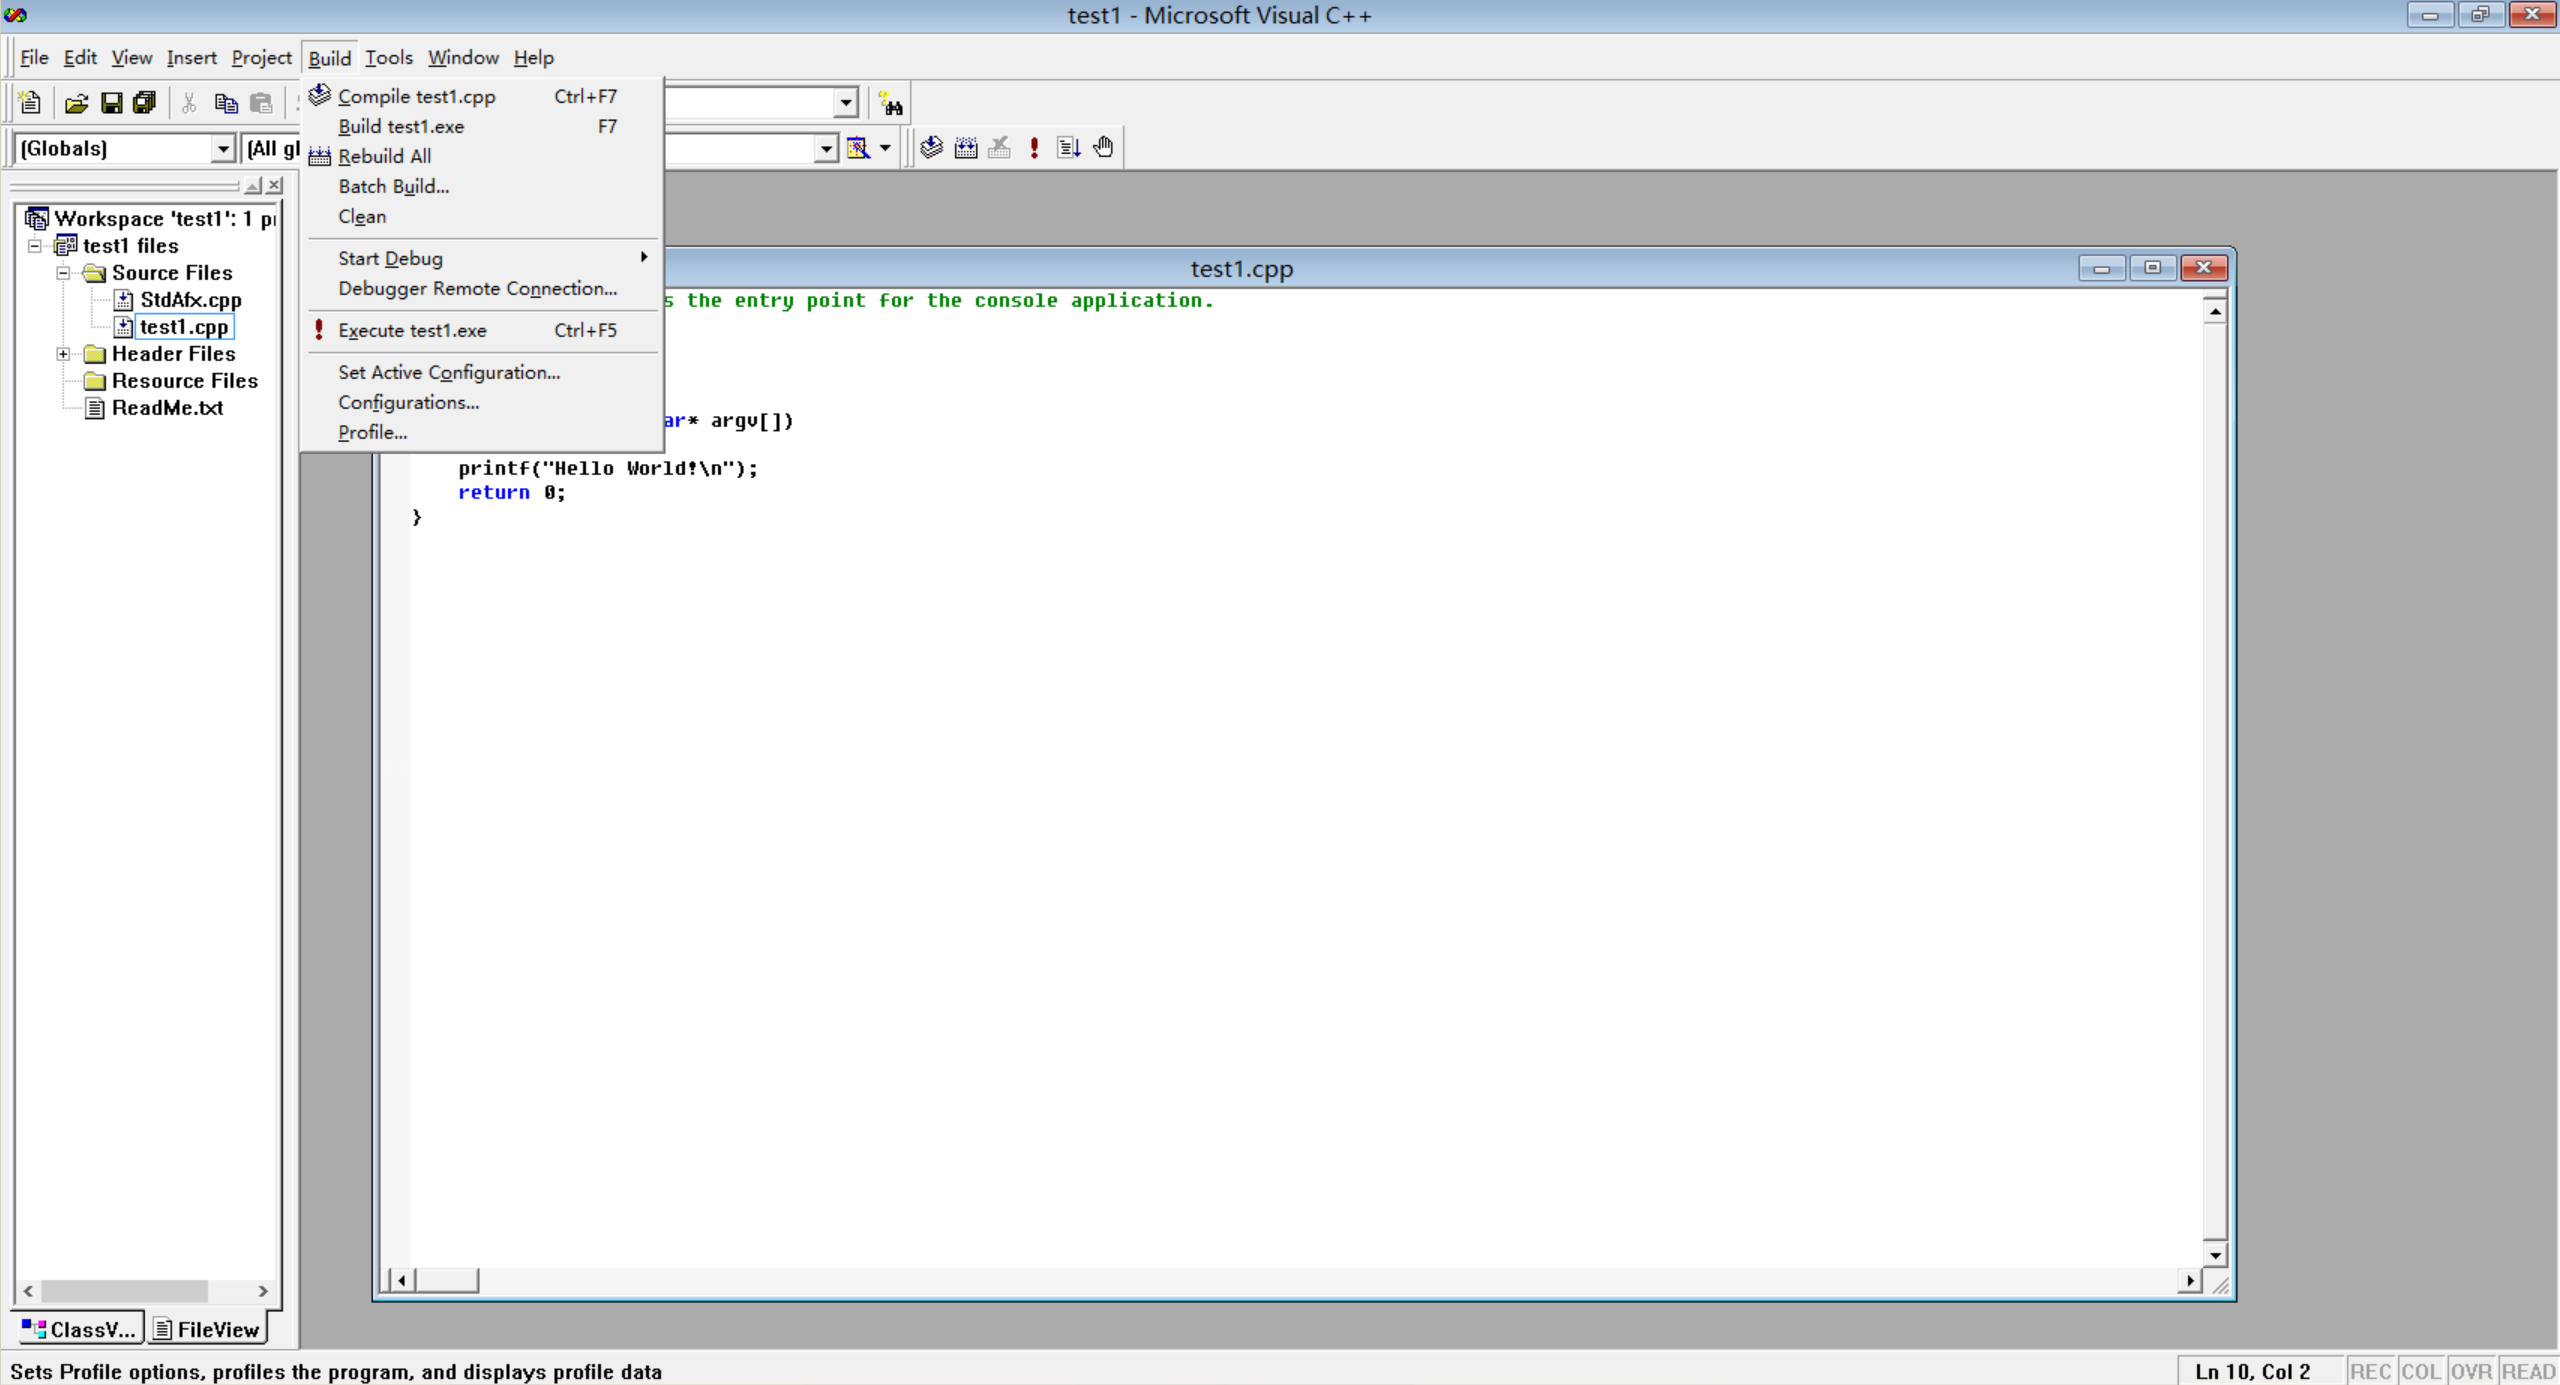 test1 - Microsoft Visual C++
File Edit View Insert Project Build Tools Window Help
Compile test1.cpp Ctrl+F7
Build test1.exe F7
Rebuild All
Batch Build...
Clean
Start Debug
Debugger Remote Connection...
Execute test1.exe Ctrl+F5
Set Active Configuration...
Configurations...
Profile...
(Globals) (All gl
Workspace 'test1': 1 pr
test1 files
Source Files
StdAfx.cpp
test1.cpp
Header Files
Resource Files
ReadMe.txt
ClassV... FileView
test1.cpp
s the entry point for the console application.
ar* argv[])
printf("Hello World!\n");
return 0;
}
Sets Profile options, profiles the program, and displays profile data
Ln 10, Col 2 REC COL OVR READ